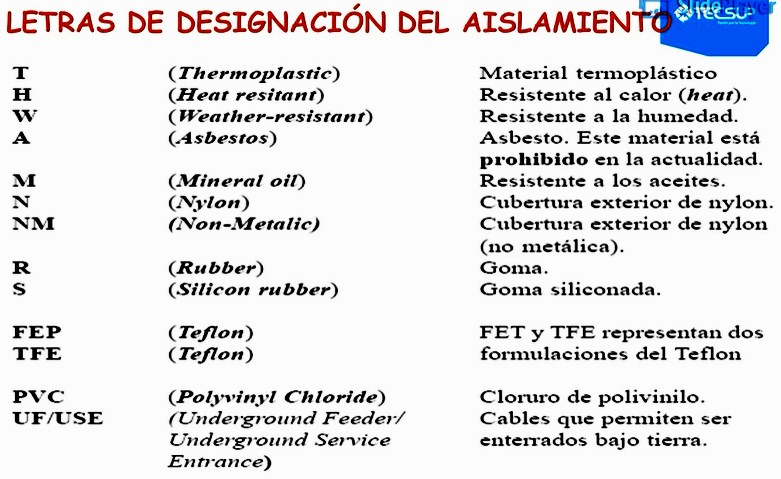 LETRAS DE DESIGNACIÓN DEL AISLAMIENTO
TECSUP
T (Thermoplastic) Material termoplástico
H (Heat resitant) Resistente al calor (heat).
W (Weather-resistant) Resistente a la humedad.
A (Asbestos) Asbesto. Este material está
prohibido en la actualidad.
M (Mineral oil) Resistente a los aceites.
N (Nylon) Cubertura exterior de nylon.
NM (Non-Metalic) Cubertura exterior de nylon
(no metálica).
R (Rubber) Goma.
S (Silicon rubber) Goma siliconada.
FEP (Teflon) FET y TFE representan dos
TFE (Teflon) formulaciones del Teflon
PVC (Polyvinyl Chloride) Cloruro de polivinilo.
UF/USE (Underground Feeder/ Cables que permiten ser
Underground Service enterrados bajo tierra.
Entrance)